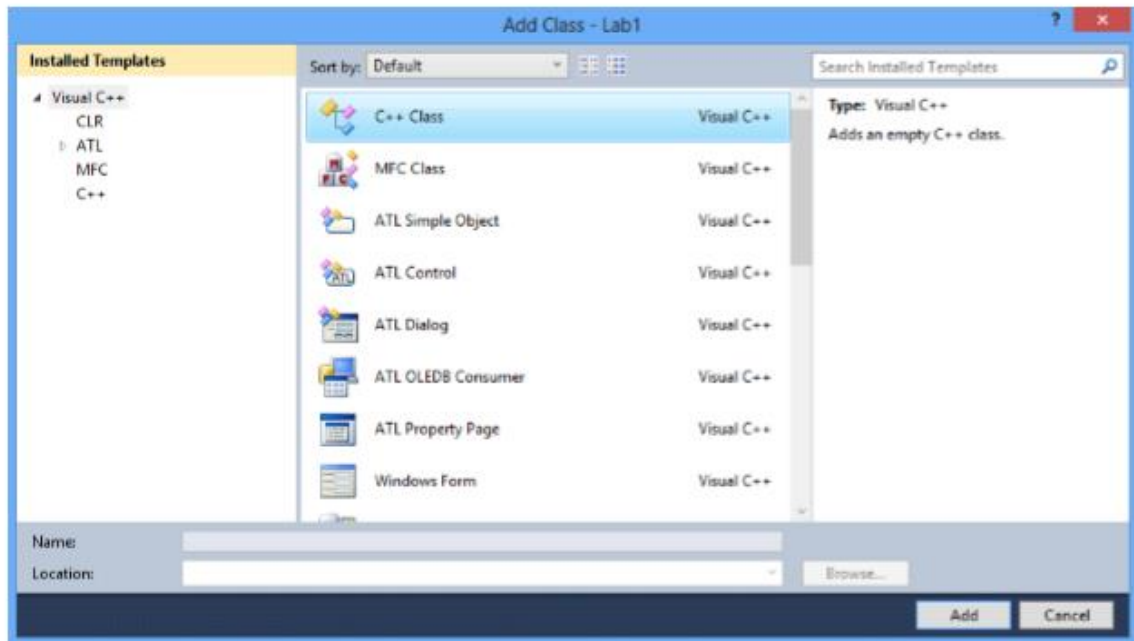 Add Class - Lab1
?
Installed Templates
Sort by: Default
Search Installed Templates
Visual C++
CLR
ATL
MFC
C++
C++ Class Visual C++
MFC Class Visual C++
ATL Simple Object Visual C++
ATL Control Visual C++
ATL Dialog Visual C++
ATL OLEDB Consumer Visual C++
ATL Property Page Visual C++
Windows Form Visual C++
Type: Visual C++
Adds an empty C++ class.
Name:
Location:
Browse...
Add
Cancel